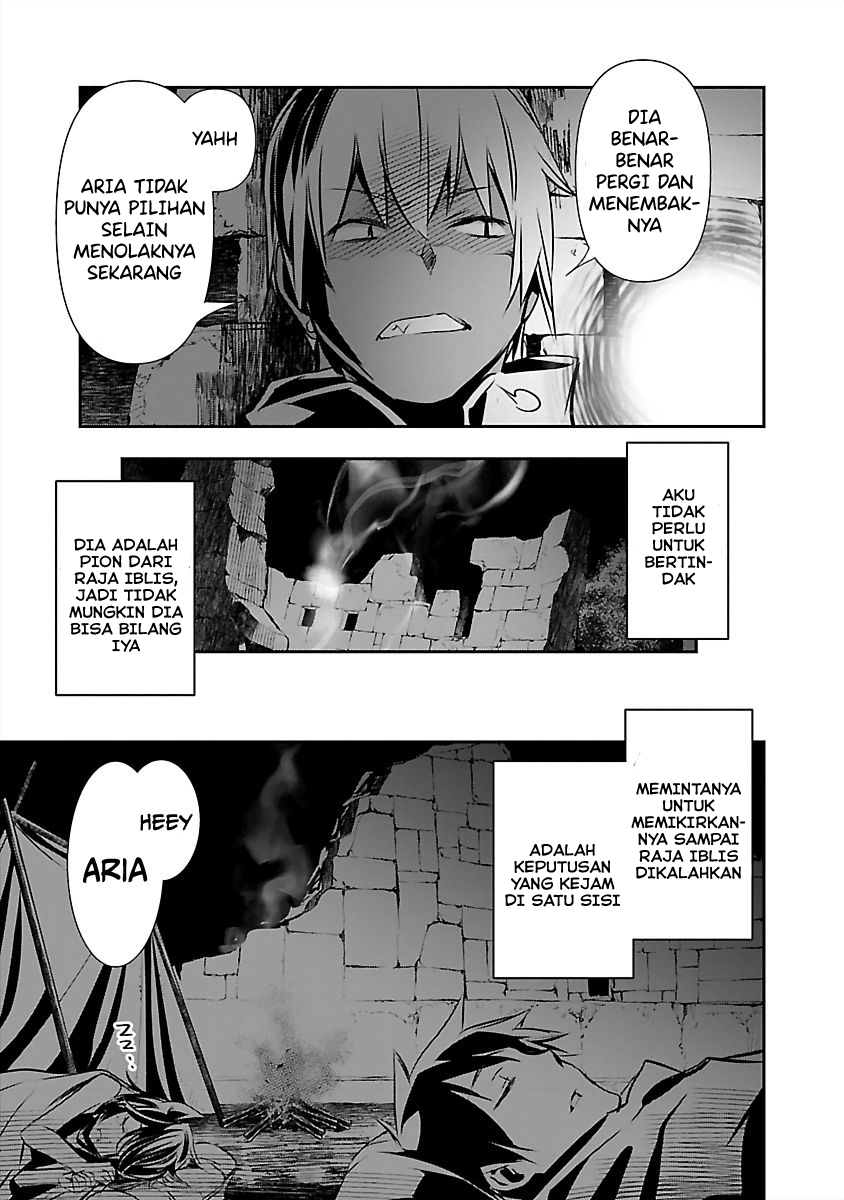 DIA
BENAR-
BENAR
PERGI DAN
MENEMBAK-
NYA
YAHH
ARIA TIDAK
PUNYA PILIHAN
SELAIN
MENOLAKNYA
SEKARANG
AKU
TIDAK
PERLU
UNTUK
BERTIN-
DAK
DIA ADALAH
PION DARI
RAJA IBLIS,
JADI TIDAK
MUNGKIN DIA
BISA BILANG
IYA
MEMINTANYA
UNTUK
MEMIKIRKAN-
NYA SAMPAI
RAJA IBLIS
DIKALAHKAN
ADALAH
KEPUTUSAN
YANG KEJAM
DI SATU SISI
HEEY
ARIA
ZZ...